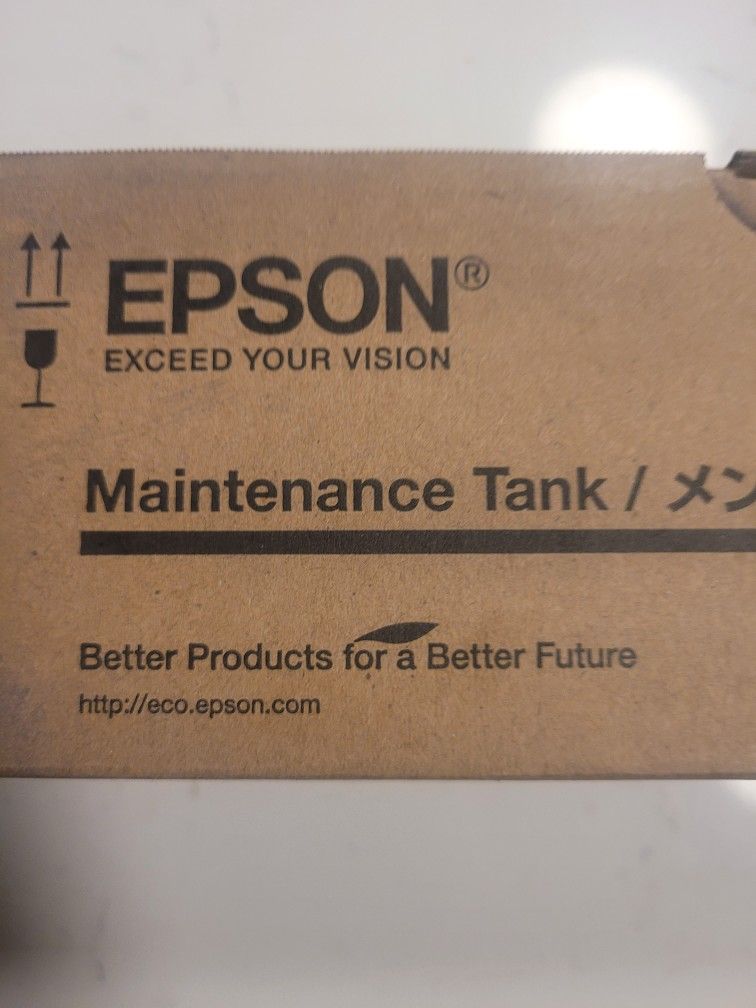 EPSON®
EXCEED YOUR VISION
Maintenance Tank / メン
Better Products for a Better Future
http://eco.epson.com